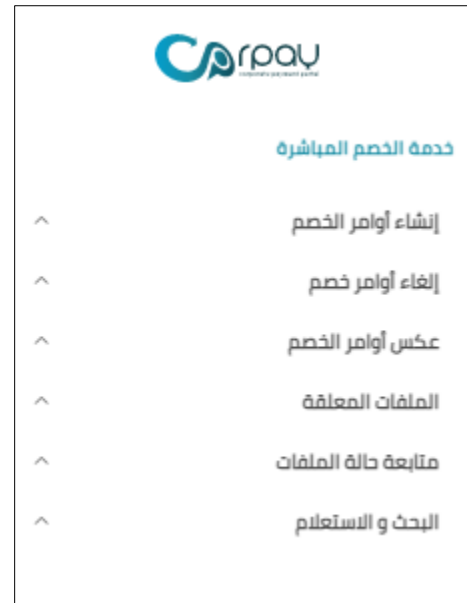 Corpay
corporate payment portal
خدمة الخصم المباشرة
إنشاء أوامر الخصم
إلغاء أوامر خصم
عكس أوامر الخصم
الملفات المعلقة
متابعة حالة الملفات
البحث و الاستعلام